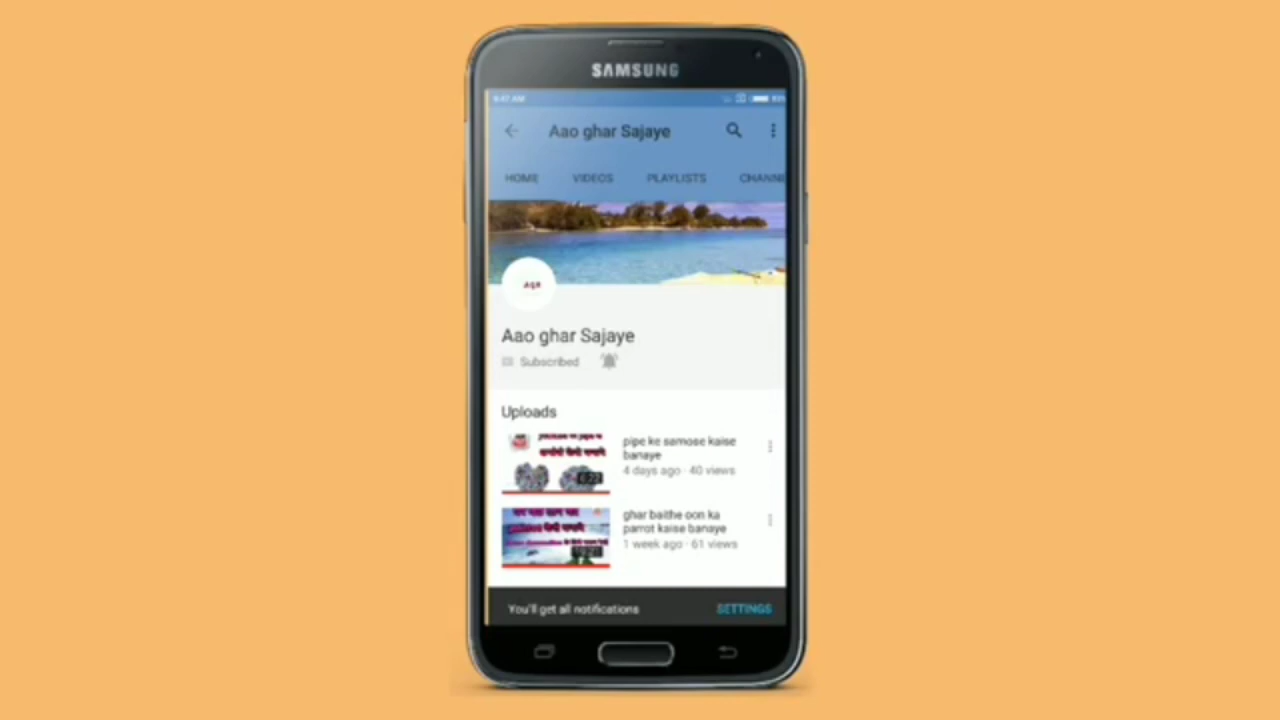 SAMSUNG
Aao ghar Sajaye
HOME VIDEOS PLAYLISTS CHANNE
Aao ghar Sajaye
Subscribed
Uploads
pipe ke samose kaise
banaye
4 days ago · 40 views
ghar baithe oon ka
parrot kaise banaye
1 week ago · 61 views
You'll get all notifications SETTINGS